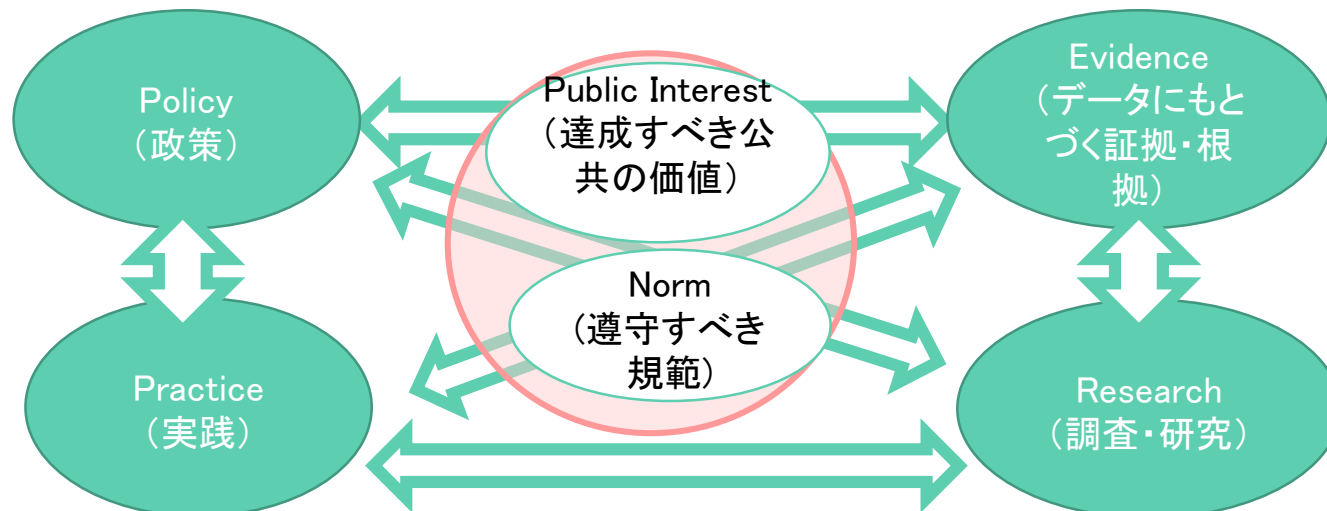 Policy
（政策）
Public Interest
（達成すべき公
共の価値）
Evidence
（データにもと
づく証拠・根
拠）
Norm
（遵守すべき
規範）
Practice
（実践）
Research
（調査・研究）